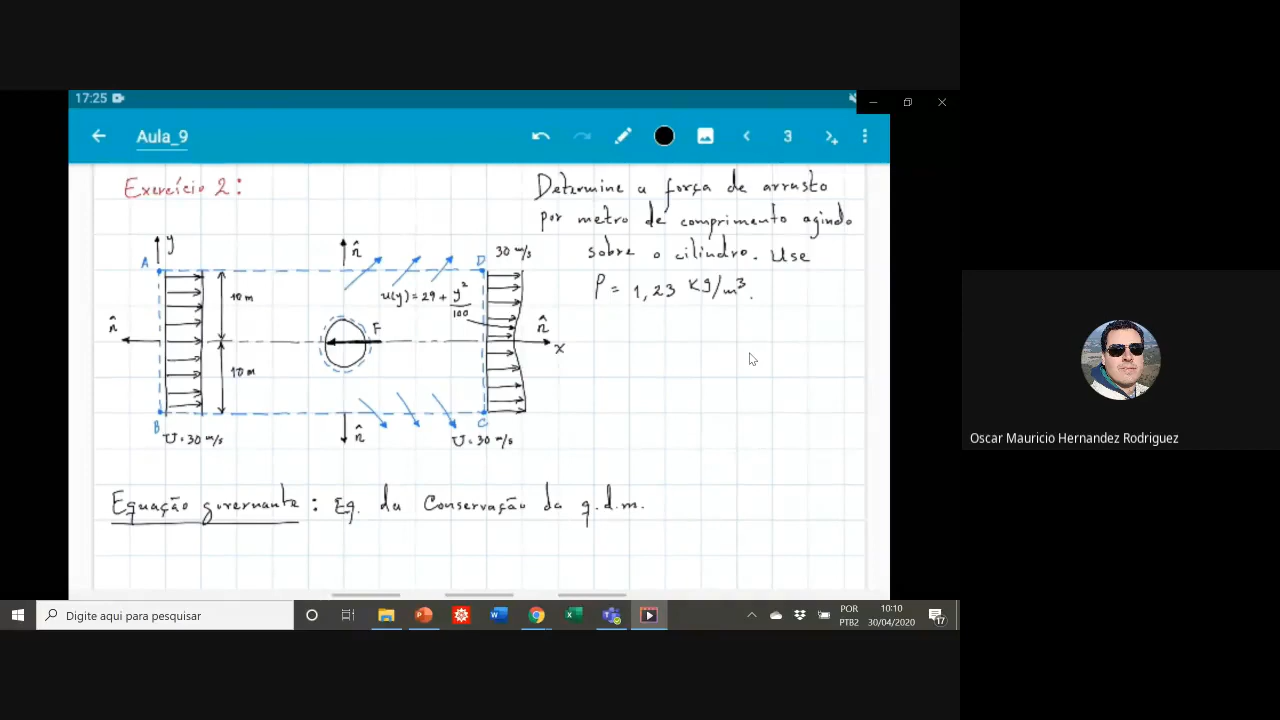 17:25
Aula_9
3
Exercício 2:
Determine a força de arrasto
por metro de comprimento agindo
sobre o cilindro. Use
ρ = 1,23 Kg/m³.
y
n̂
30 m/s
A
D
10 m
u(y) = 29 + y²/100
n̂
F
n̂
x
10 m
B
C
U = 30 m/s
n̂
U = 30 m/s
Equação governante: Eq. da Conservação da q.d.m.
Oscar Mauricio Hernandez Rodriguez
Digite aqui para pesquisar
POR
PTB2
10:10
30/04/2020
17